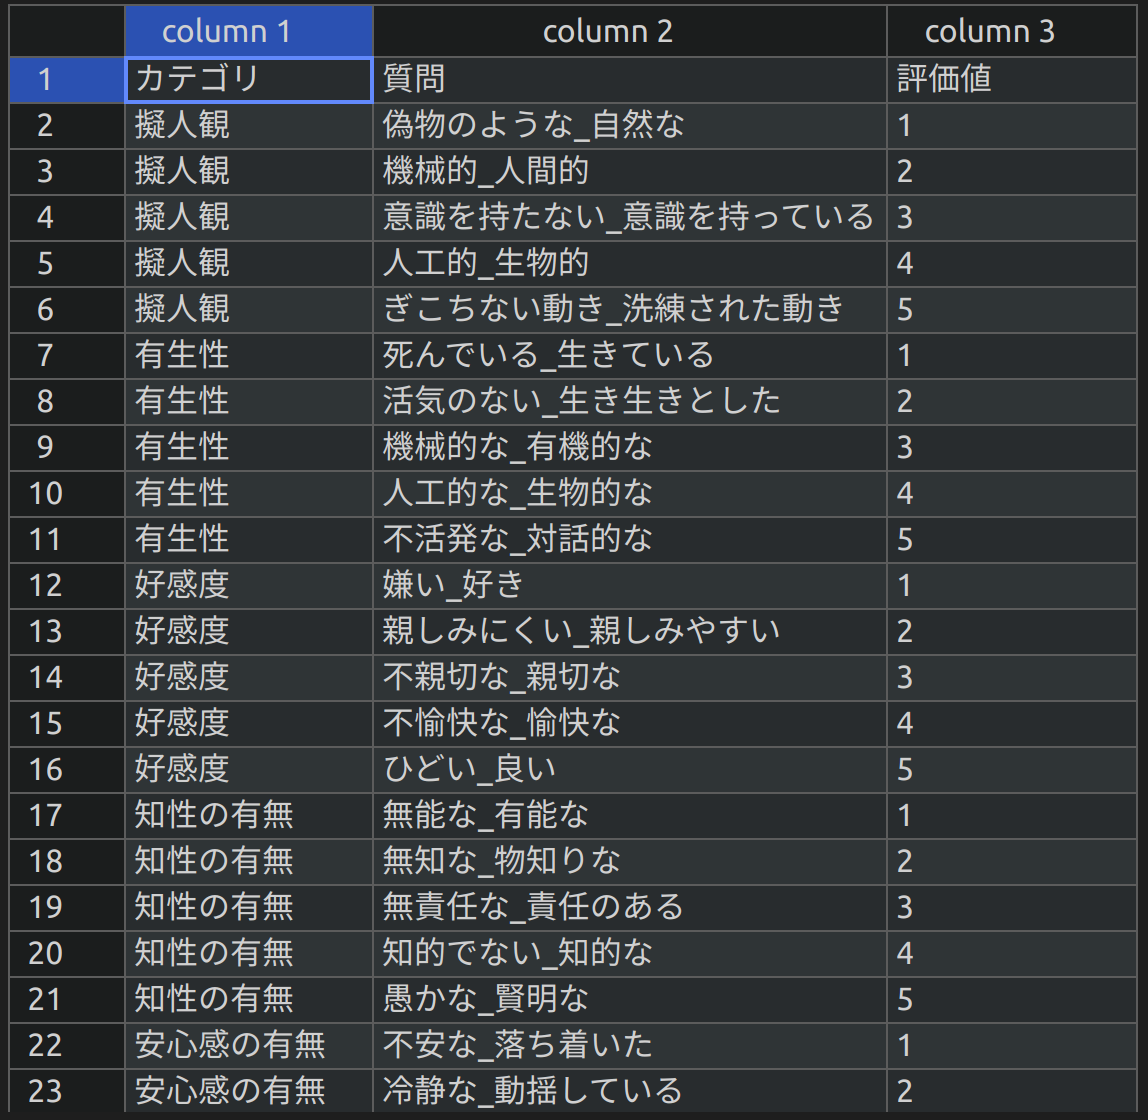 column 1 column 2 column 3
1 カテゴリ 質問 評価値
2 擬人観 偽物のような_自然な 1
3 擬人観 機械的_人間的 2
4 擬人観 意識を持たない_意識を持っている 3
5 擬人観 人工的_生物的 4
6 擬人観 ぎこちない動き_洗練された動き 5
7 有生性 死んでいる_生きている 1
8 有生性 活気のない_生き生きとした 2
9 有生性 機械的な_有機的な 3
10 有生性 人工的な_生物的な 4
11 有生性 不活発な_対話的な 5
12 好感度 嫌い_好き 1
13 好感度 親しみにくい_親しみやすい 2
14 好感度 不親切な_親切な 3
15 好感度 不愉快な_愉快な 4
16 好感度 ひどい_良い 5
17 知性の有無 無能な_有能な 1
18 知性の有無 無知な_物知りな 2
19 知性の有無 無責任な_責任のある 3
20 知性の有無 知的でない_知的な 4
21 知性の有無 愚かな_賢明な 5
22 安心感の有無 不安な_落ち着いた 1
23 安心感の有無 冷静な_動揺している 2